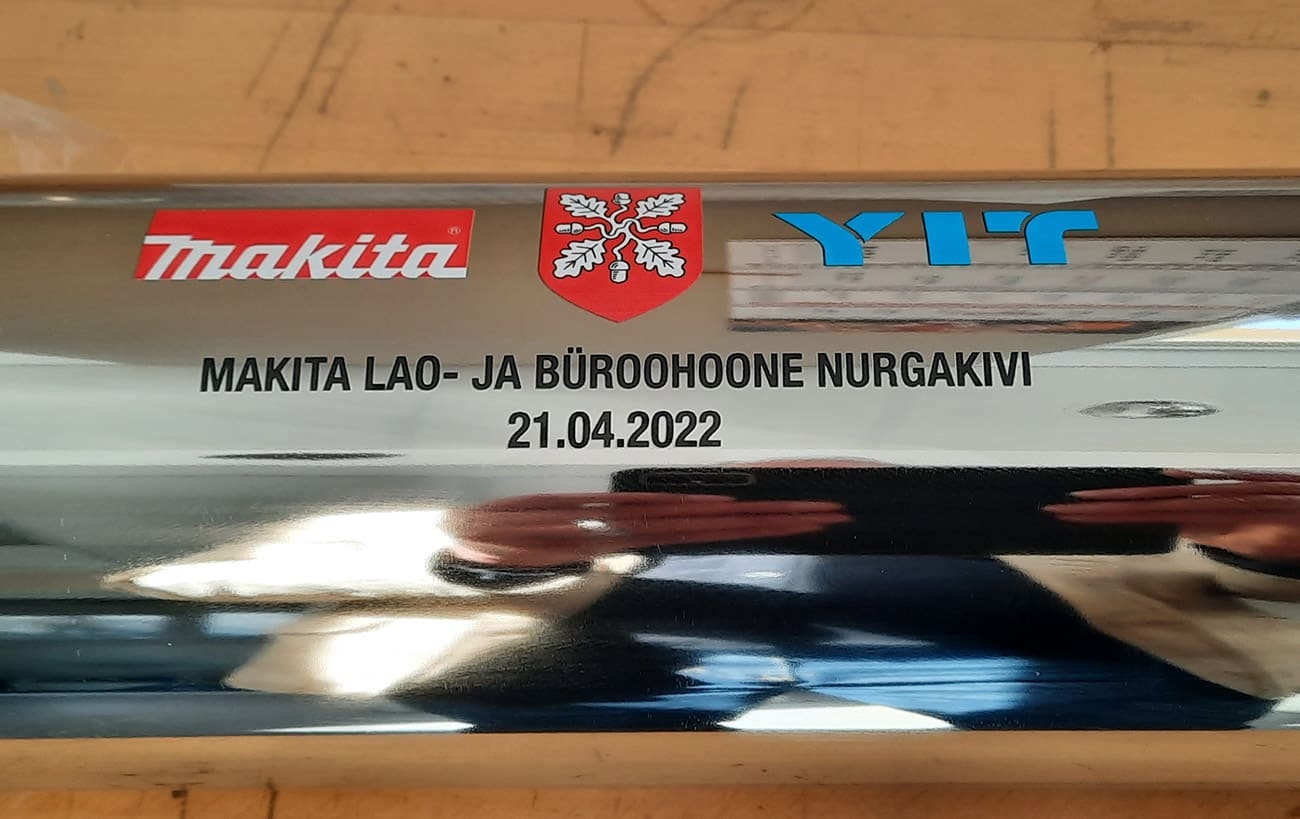 makita®
YIT
MAKITA LAO- JA BÜROOHOONE NURGAKIVI
21.04.2022